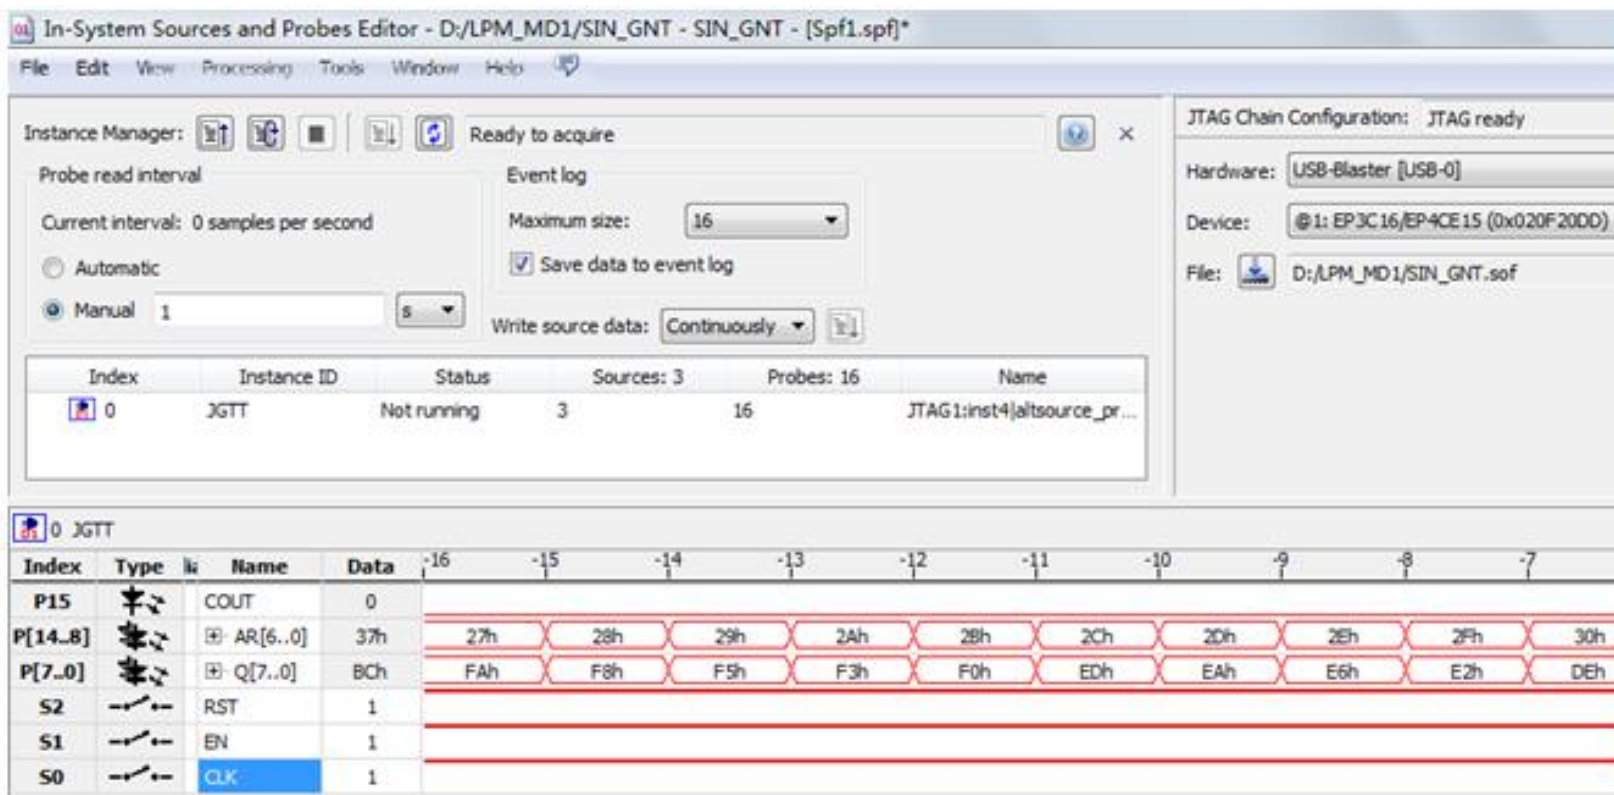 In-System Sources and Probes Editor - D:/LPM_MD1/SIN_GNT - SIN_GNT - [Spf1.spf]*
File Edit View Processing Tools Window Help
Instance Manager: Ready to acquire
Probe read interval
Current interval: 0 samples per second
Automatic
Manual 1 s
Event log
Maximum size: 16
Save data to event log
Write source data: Continuously
JTAG Chain Configuration: JTAG ready
Hardware: USB-Blaster [USB-0]
Device: @1: EP3C16/EP4CE15 (0x020F20DD)
File: D:/LPM_MD1/SIN_GNT.sof
Index Instance ID Status Sources: 3 Probes: 16 Name
0 JGTT Not running 3 16 JTAG1:inst4|altsource_pr...
0 JGTT
Index Type Name Data -16 -15 -14 -13 -12 -11 -10 -9 -8 -7
P15 COUT 0
P[14..8] AR[6..0] 37h 27h 28h 29h 2Ah 2Bh 2Ch 2Dh 2Eh 2Fh 30h
P[7..0] Q[7..0] BCh FAh F8h F5h F3h F0h EDh EAh E6h E2h DEh
S2 RST 1
S1 EN 1
S0 CLK 1